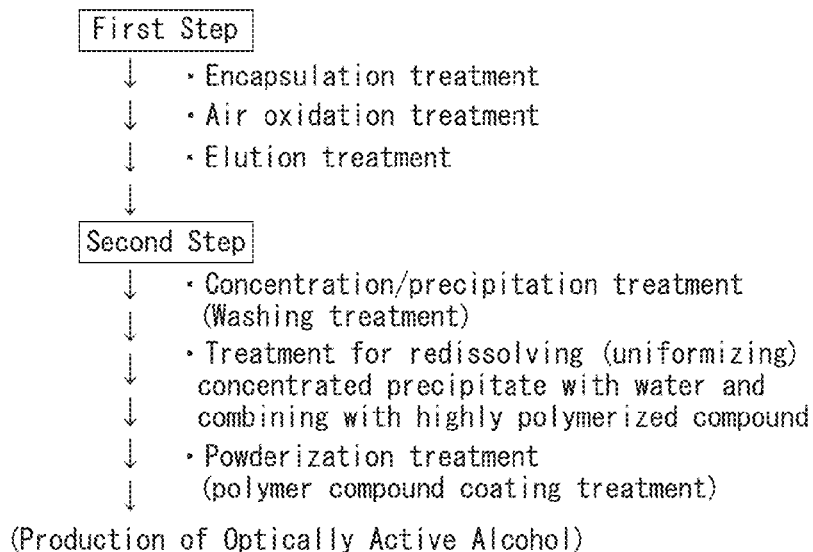 First Step
↓ ・Encapsulation treatment
↓ ・Air oxidation treatment
↓ ・Elution treatment
↓
Second Step
↓ ・Concentration/precipitation treatment
↓ (Washing treatment)
↓ ・Treatment for redissolving (uniformizing)
concentrated precipitate with water and
↓ combining with highly polymerized compound
↓ ・Powderization treatment
↓ (polymer compound coating treatment)
(Production of Optically Active Alcohol)